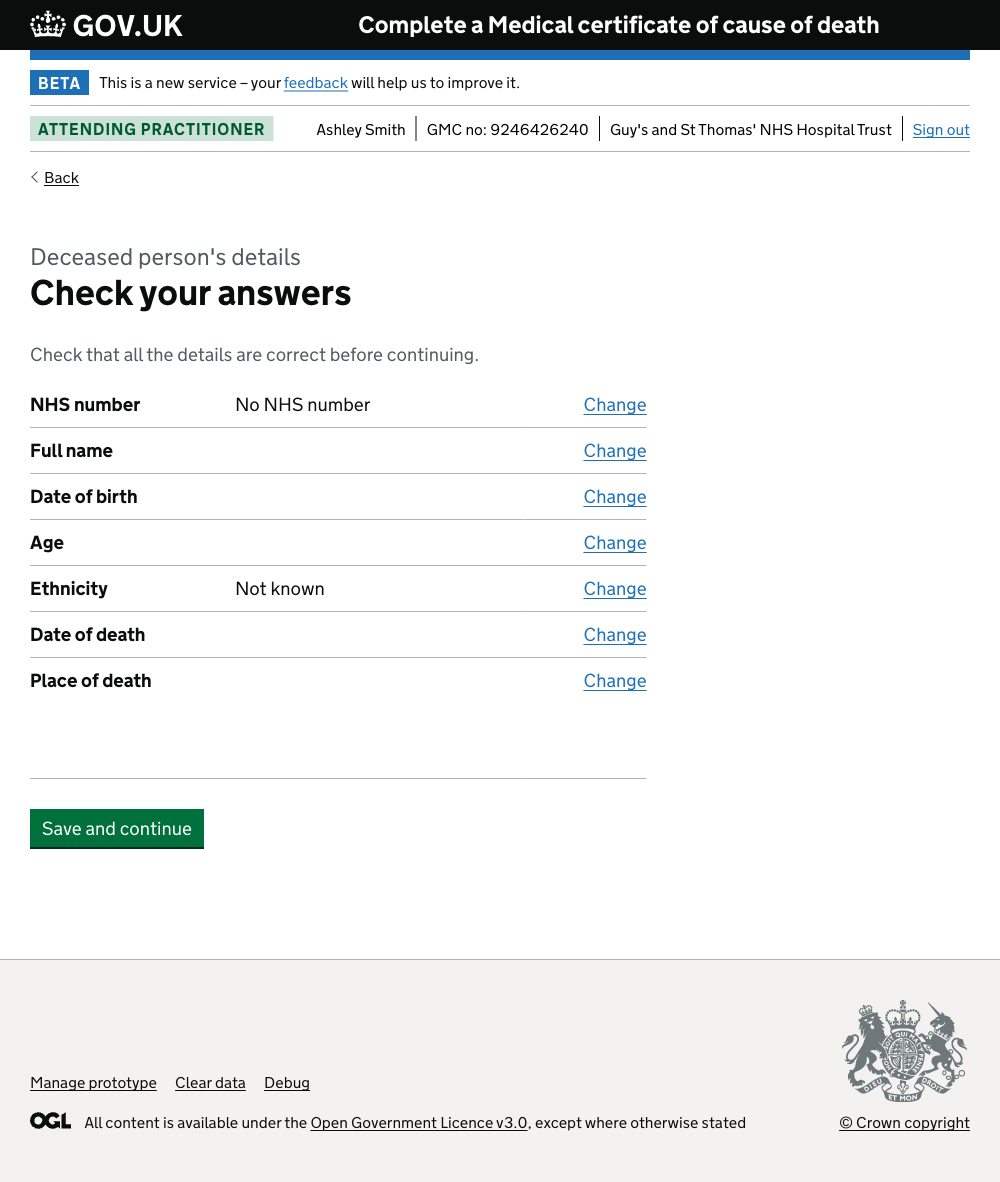 GOV.UK
Complete a Medical certificate of cause of death
BETA This is a new service – your feedback will help us to improve it.
ATTENDING PRACTITIONER Ashley Smith GMC no: 9246426240 Guy's and St Thomas' NHS Hospital Trust Sign out
Back
Deceased person's details
Check your answers
Check that all the details are correct before continuing.
NHS number No NHS number Change
Full name Change
Date of birth Change
Age Change
Ethnicity Not known Change
Date of death Change
Place of death Change
Save and continue
Manage prototype Clear data Debug
OGL All content is available under the Open Government Licence v3.0, except where otherwise stated
DIEU ET MON DROIT
© Crown copyright